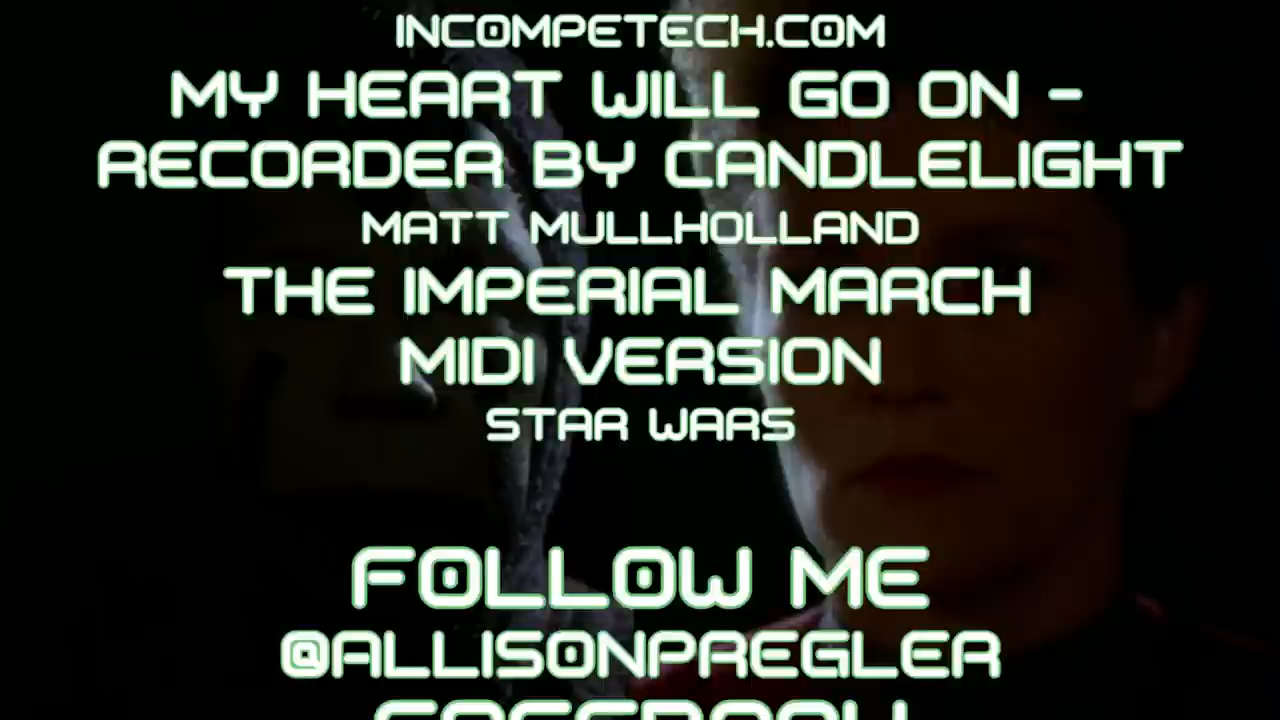 INCOMPETECH.COM
MY HEART WILL GO ON -
RECORDER BY CANDLELIGHT
MATT MULLHOLLAND
THE IMPERIAL MARCH
MIDI VERSION
STAR WARS
FOLLOW ME
@ALLISONPREGLER